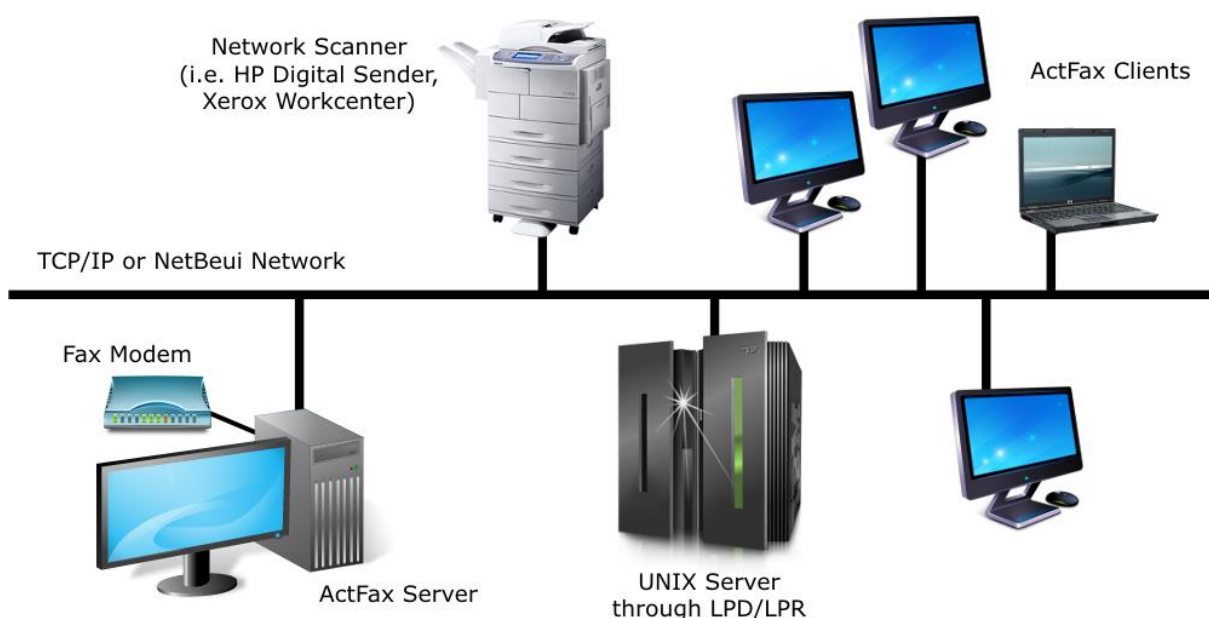 Network Scanner
(i.e. HP Digital Sender,
Xerox Workcenter)
ActFax Clients
TCP/IP or NetBeui Network
Fax Modem
ActFax Server
UNIX Server
through LPD/LPR